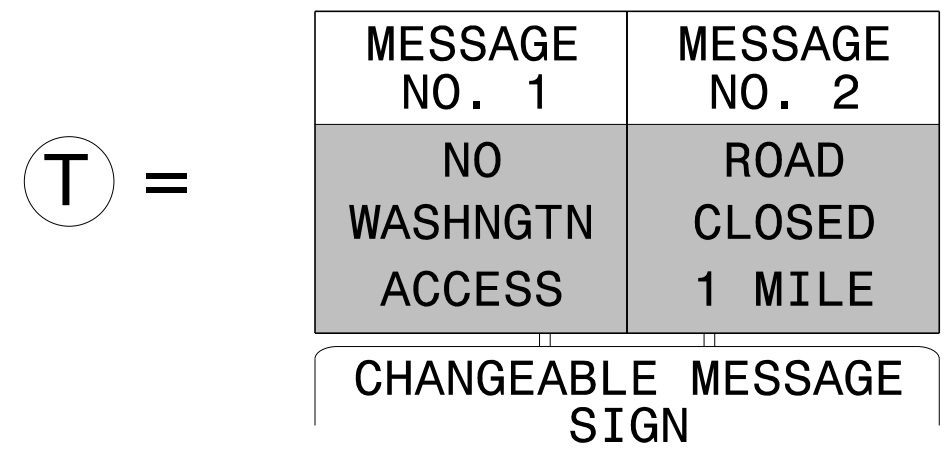 T =
MESSAGE NO. 1
MESSAGE NO. 2
NO
WASHNGTN
ACCESS
ROAD
CLOSED
1 MILE
CHANGEABLE MESSAGE
SIGN